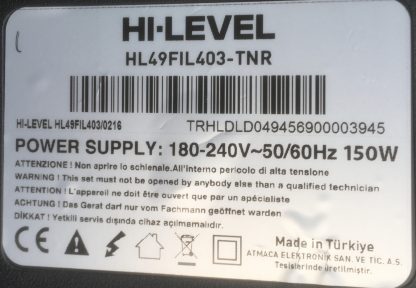 HI-LEVEL
HL49FIL403-TNR
HI-LEVEL HL49FIL403/0216
TRHLDLD049456900003945
POWER SUPPLY: 180-240V~50/60Hz 150W
ATTENZIONE ! Non aprire lo schienale.All'interno pericolo di alta tensione
WARNING ! This set must not be opened by anybody else than a qualified technician
ATTENTION ! L'apareil ne doit être ouvert que par un spécialiste
ACHTUNG ! Das Gerat darf nur vom Fachmann geöffnet warden
DİKKAT ! Yetkili servis dışında cihaz açılmamalıdır.
CE
Made in Türkiye
ATMACA ELEKTRONİK SAN. VE TİC. A.S.
Tesislerinde üretilmiştir.